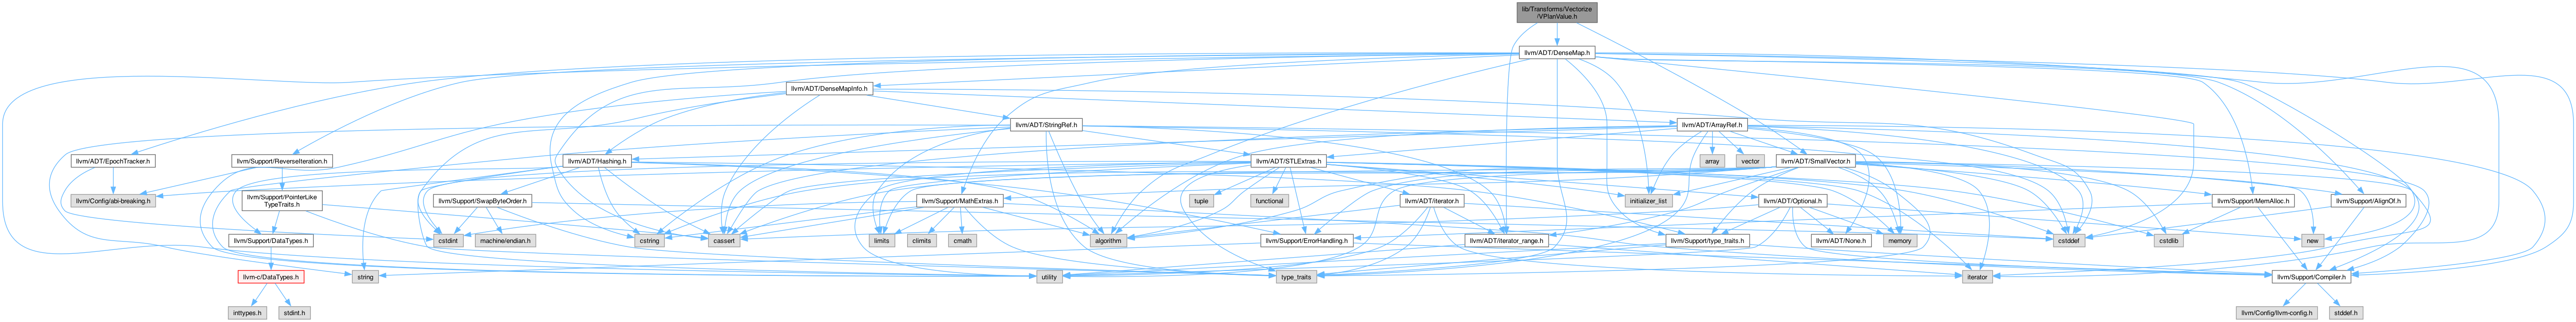 lib/Transforms/Vectorize
/VPlanValue.h
llvm/ADT/DenseMap.h
llvm/ADT/DenseMapInfo.h
llvm/ADT/StringRef.h
llvm/ADT/ArrayRef.h
llvm/ADT/EpochTracker.h
llvm/Support/ReverseIteration.h
llvm/ADT/Hashing.h
llvm/ADT/STLExtras.h
array
vector
llvm/ADT/SmallVector.h
llvm/Config/abi-breaking.h
llvm/Support/PointerLike
TypeTraits.h
llvm/Support/SwapByteOrder.h
llvm/Support/MathExtras.h
tuple
functional
llvm/ADT/iterator.h
llvm/ADT/Optional.h
initializer_list
llvm/Support/MemAlloc.h
llvm/Support/AlignOf.h
llvm/Support/DataTypes.h
cstdint
machine/endian.h
cstring
cassert
limits
climits
cmath
algorithm
llvm/Support/ErrorHandling.h
llvm/ADT/iterator_range.h
llvm/Support/type_traits.h
llvm/ADT/None.h
memory
cstddef
cstdlib
new
llvm-c/DataTypes.h
string
utility
type_traits
iterator
llvm/Support/Compiler.h
inttypes.h
stdint.h
llvm/Config/llvm-config.h
stddef.h